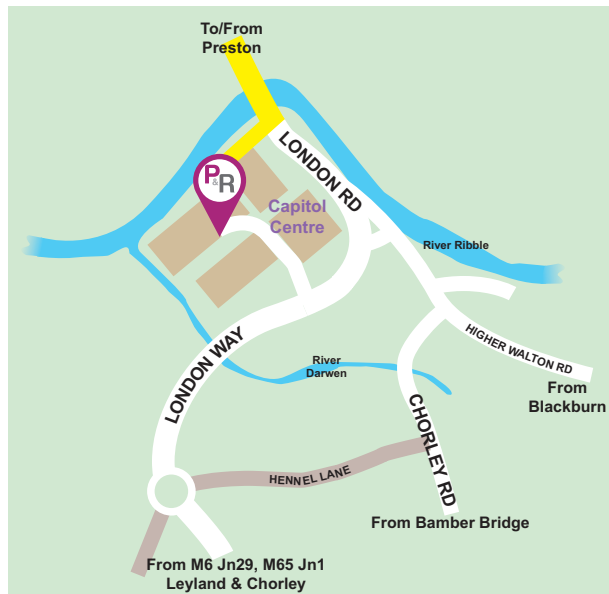 To/From
Preston
LONDON RD
P&R
Capitol
Centre
River Ribble
HIGHER WALTON RD
From
Blackburn
LONDON WAY
River
Darwen
CHORLEY RD
HENNEL LANE
From Bamber Bridge
From M6 Jn29, M65 Jn1
Leyland & Chorley